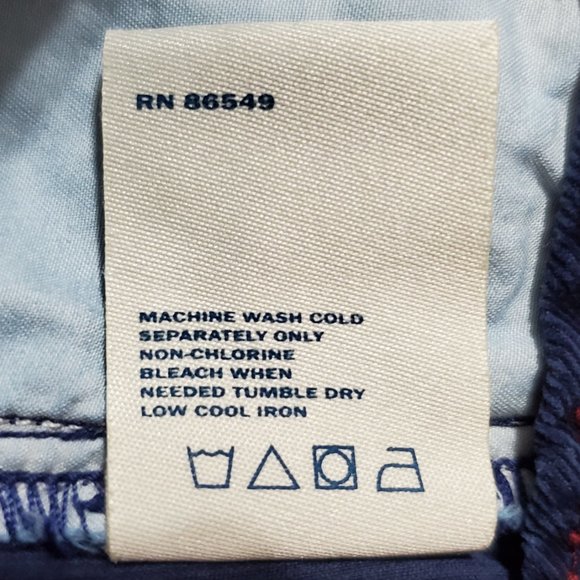 RN 86549
MACHINE WASH COLD
SEPARATELY ONLY
NON-CHLORINE
BLEACH WHEN
NEEDED TUMBLE DRY
LOW COOL IRON